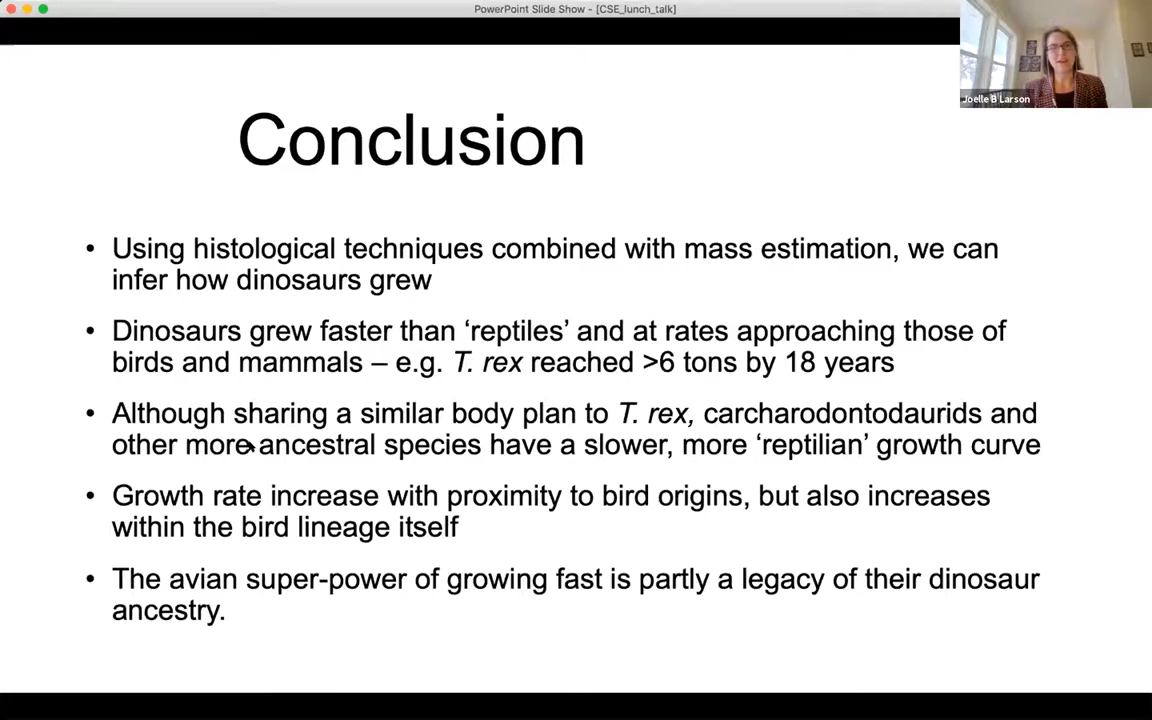 PowerPoint Slide Show - [CSE_lunch_talk]
Joelle B Larson
Conclusion
• Using histological techniques combined with mass estimation, we can
infer how dinosaurs grew
• Dinosaurs grew faster than ‘reptiles’ and at rates approaching those of
birds and mammals – e.g. T. rex reached >6 tons by 18 years
• Although sharing a similar body plan to T. rex, carcharodontodaurids and
other more ancestral species have a slower, more ‘reptilian’ growth curve
• Growth rate increase with proximity to bird origins, but also increases
within the bird lineage itself
• The avian super-power of growing fast is partly a legacy of their dinosaur
ancestry.